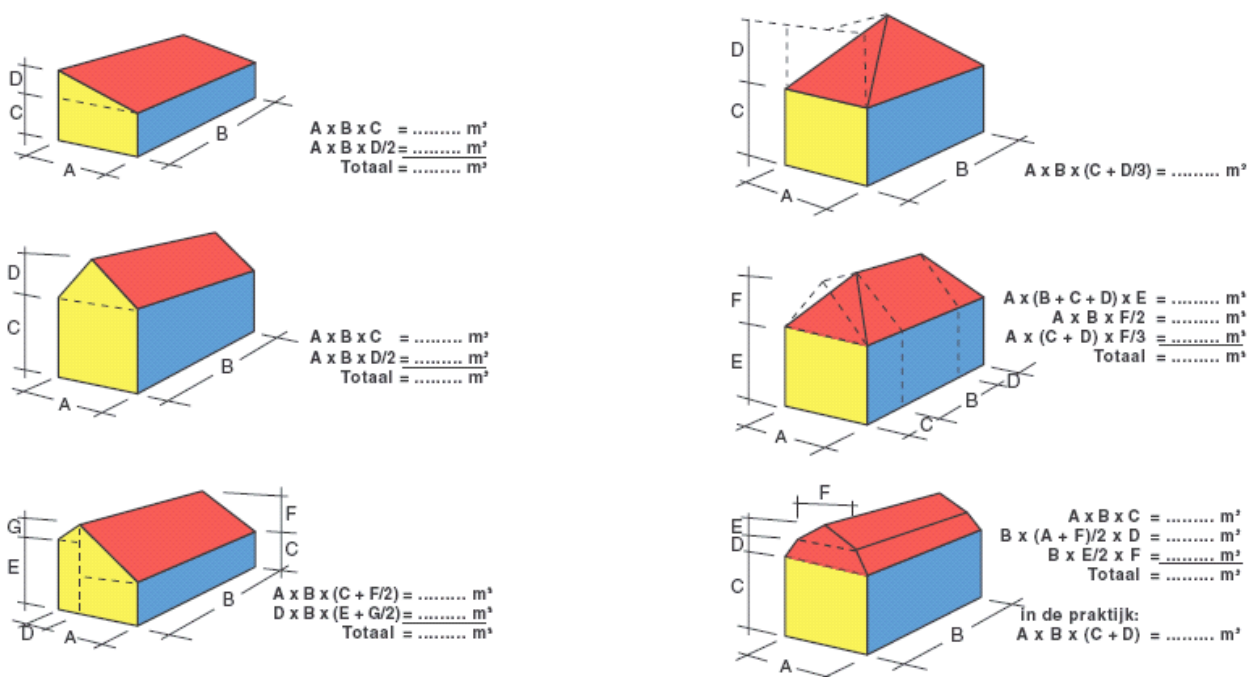 D
C
A
B
A x B x C = ......... m³
A x B x D/2 = ......... m³
Totaal = ......... m³
D
C
A
B
A x B x (C + D/3) = ......... m³
D
C
A
B
A x B x C = ......... m³
A x B x D/2 = ......... m³
Totaal = ......... m³
F
E
A
C
B
D
A x (B + C + D) x E = ......... m³
A x B x F/2 = ......... m³
A x (C + D) x F/3 = ......... m³
Totaal = ......... m³
G
E
D
A
B
F
C
A x B x (C + F/2) = ......... m³
D x B x (E + G/2) = ......... m³
Totaal = ......... m³
F
E
D
C
A
B
A x B x C = ......... m³
B x (A + F)/2 x D = ......... m³
B x E/2 x F = ......... m³
Totaal = ......... m³
in de praktijk:
A x B x (C + D) = ......... m³